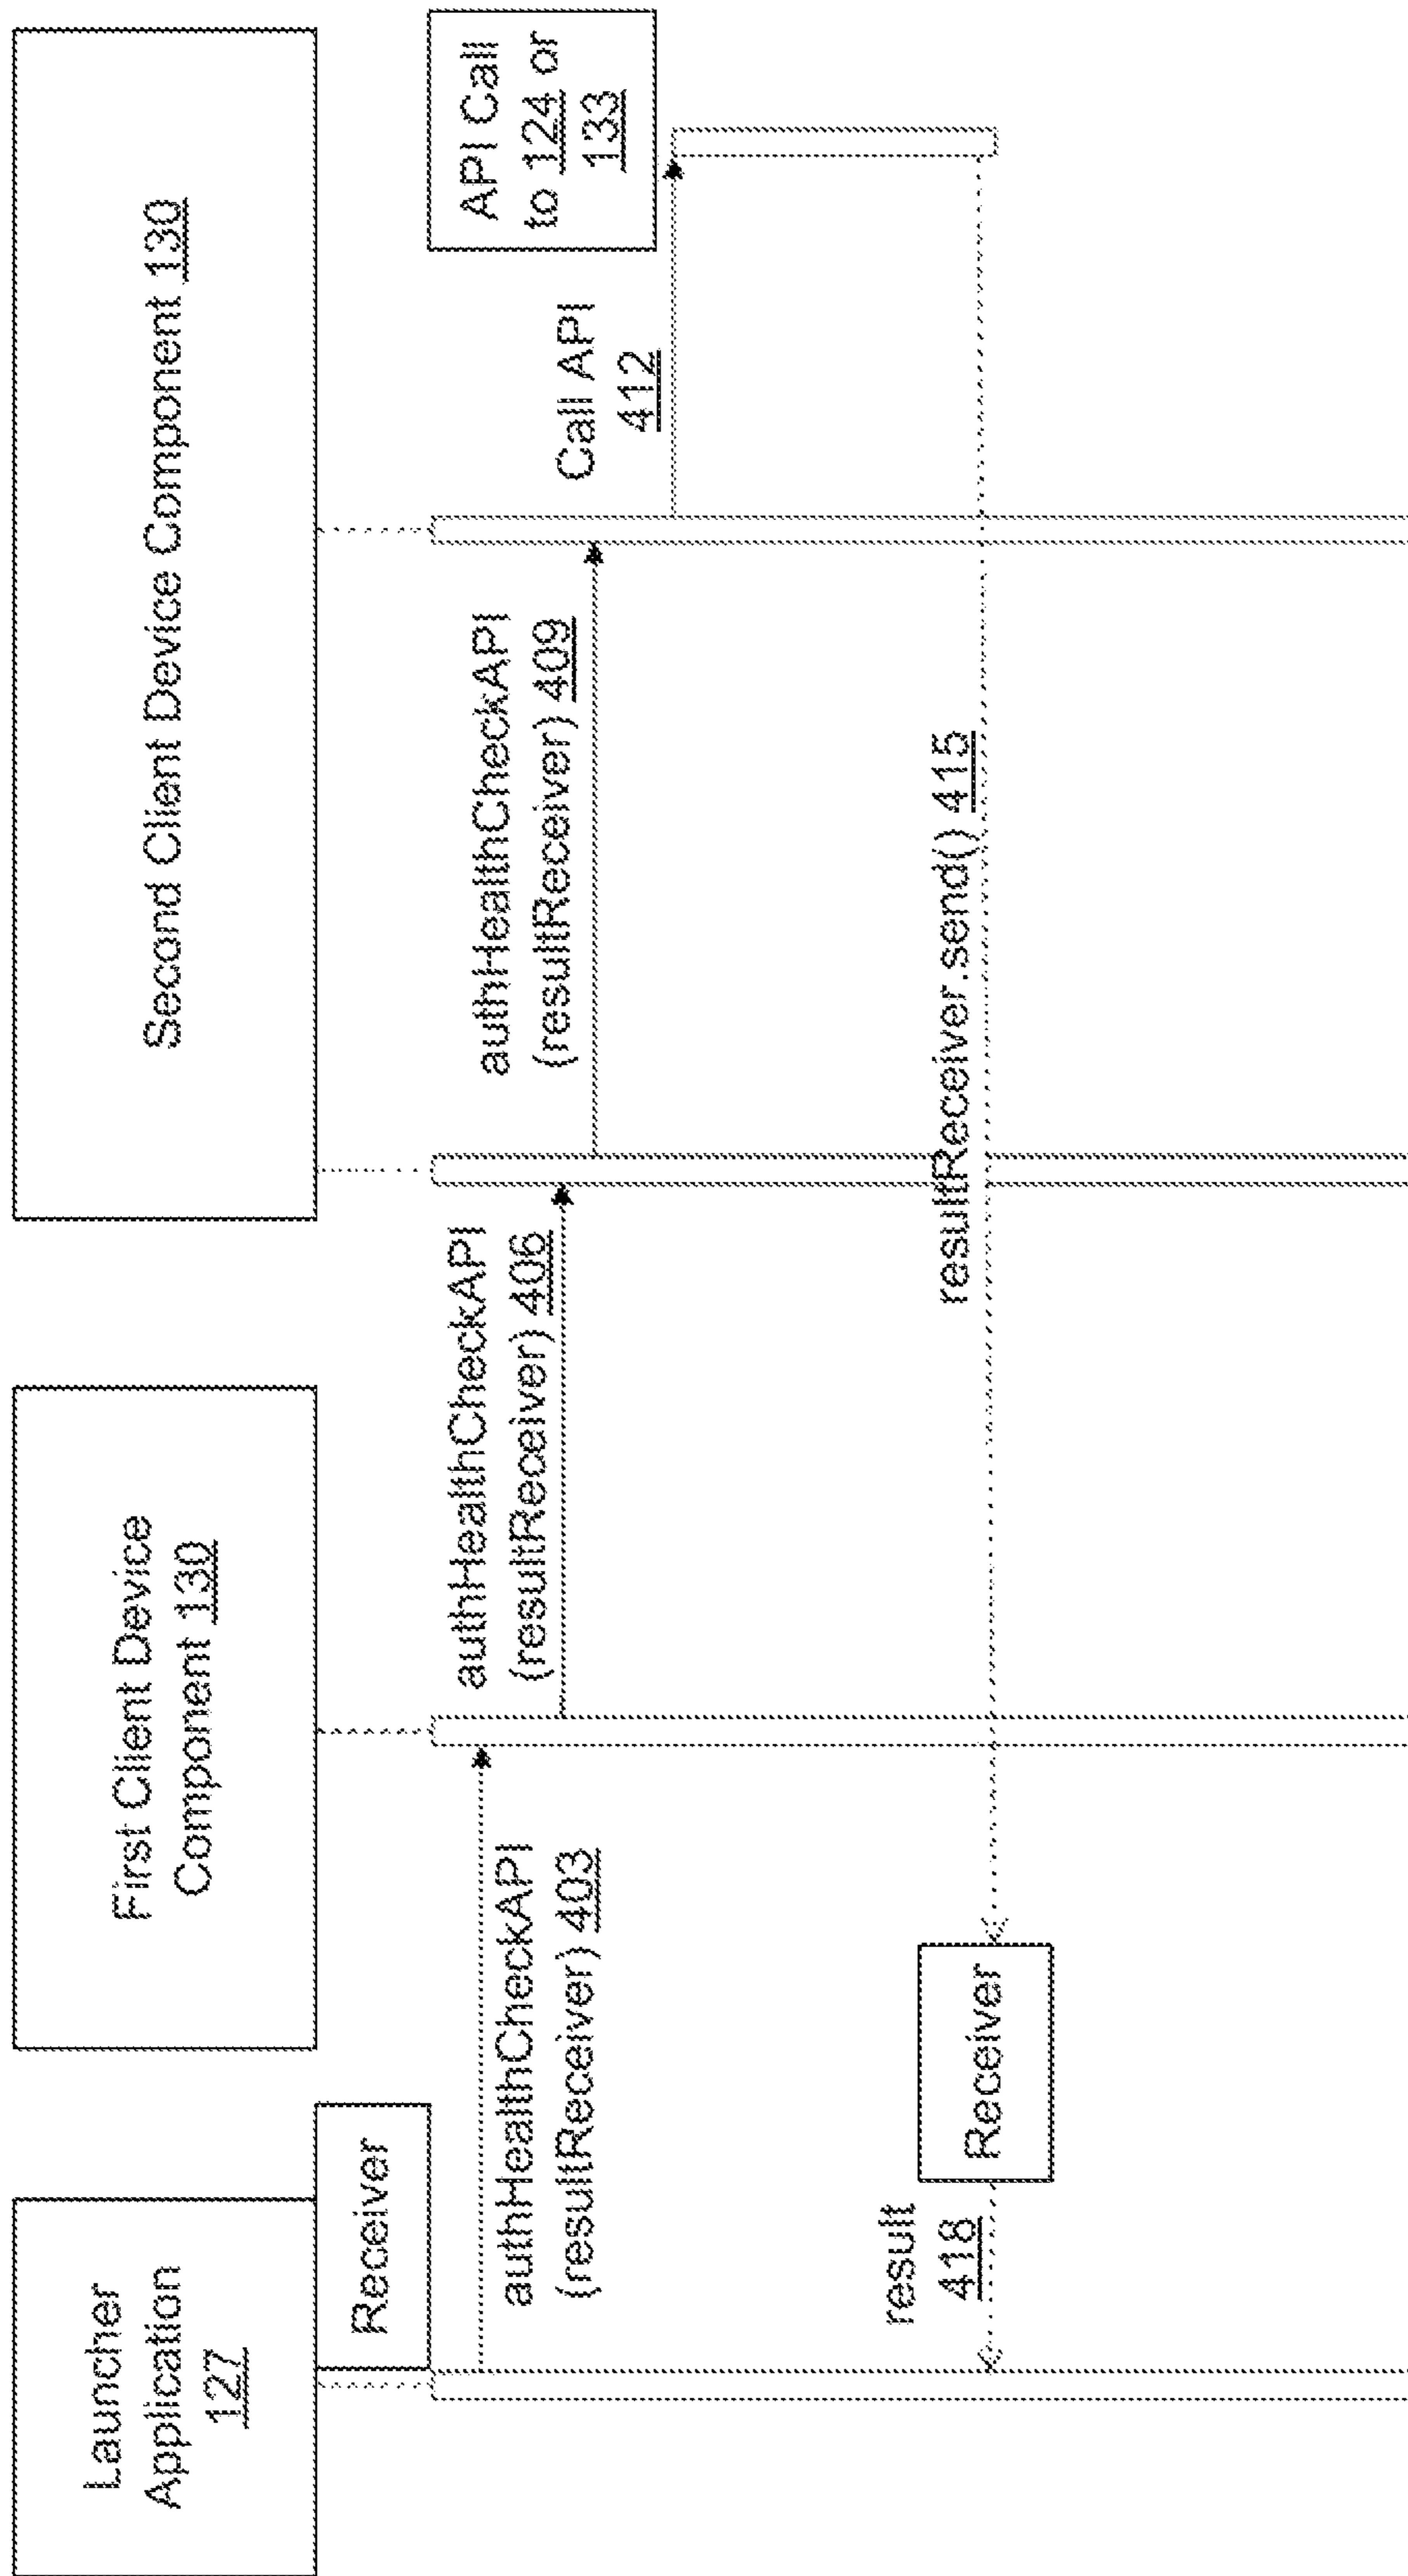 Launcher
Application
127
First Client Device
Component 130
Second Client Device Component 130
Receiver
authHealthCheckAPI
(resultReceiver) 403
authHealthCheckAPI
(resultReceiver) 406
authHealthCheckAPI
(resultReceiver) 409
Call API
412
API Call
to 124 or
133
resultReceiver.send() 415
Receiver
result
418